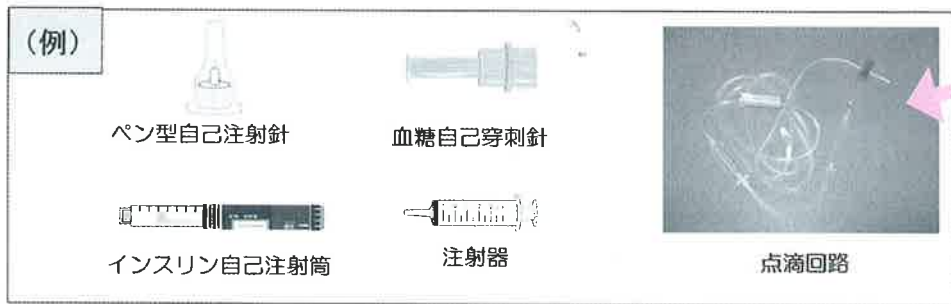 （例）
ペン型自己注射針
血糖自己穿刺針
インスリン自己注射筒
注射器
点滴回路